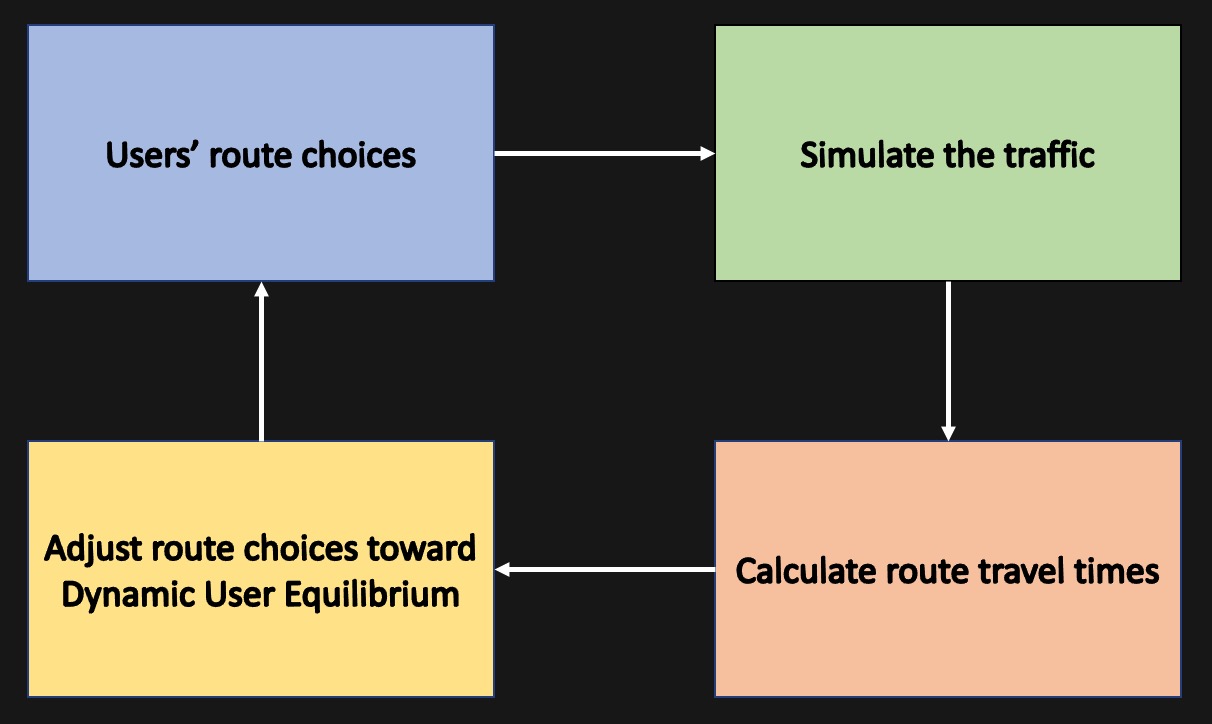 Users’ route choices
Simulate the traffic
Adjust route choices toward
Dynamic User Equilibrium
Calculate route travel times